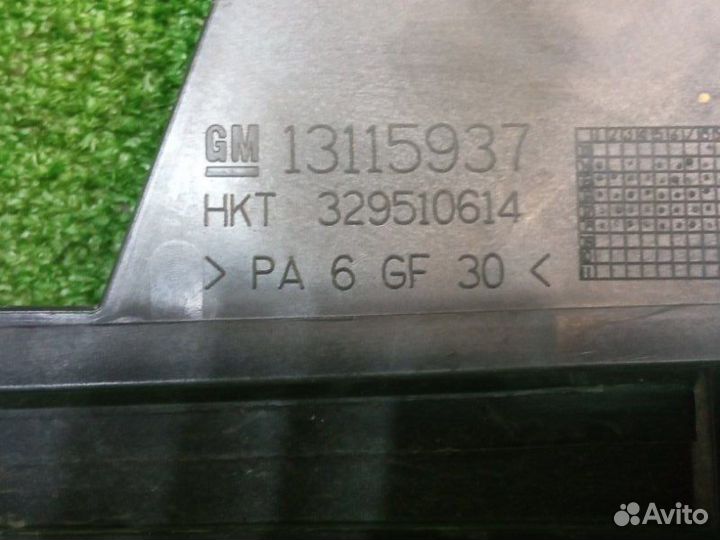 GM 13115937
HKT 329510614
> PA 6 GF 30 <
Avito